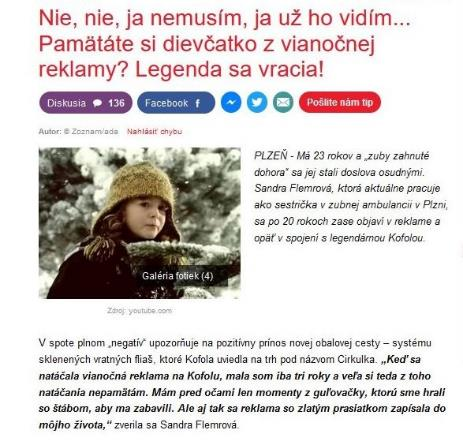 Nie, nie, ja nemusím, ja už ho vidím...
Pamätáte si dievčatko z vianočnej
reklamy? Legenda sa vracia!
Diskusia 136 Facebook f Pošlite nám tip
Autor: © Zoznam/ada Nahlásiť chybu
PLZEŇ - Má 23 rokov a „zuby zahnuté
dohora“ sa jej stali doslova osudnými.
Sandra Flemrová, ktorá aktuálne pracuje
ako sestrička v zubnej ambulancii v Plzni,
sa po 20 rokoch zase objaví v reklame a
opäť v spojení s legendárnou Kofolou.
Galéria fotiek (4)
Zdroj: youtube.com
V spote plnom „negatív“ upozorňuje na pozitívny prínos novej obalovej cesty – systému
sklenených vratných fliaš, ktoré Kofola uviedla na trh pod názvom Cirkulka. „Keď sa
natáčala vianočná reklama na Kofolu, mala som iba tri roky a veľa si teda z toho
natáčania nepamätám. Mám pred očami len momenty z guľovačky, ktorú sme hrali
so štábom, aby ma zabavili. Ale aj tak sa reklama so zlatým prasiatkom zapísala do
môjho života,“ zverila sa Sandra Flemrová.